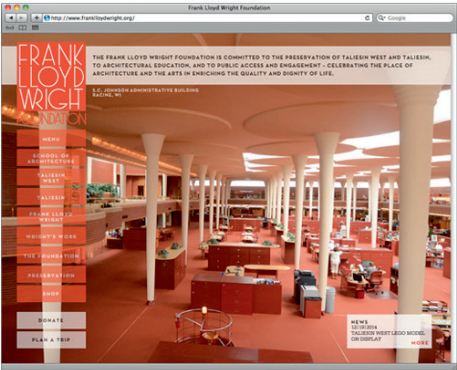 Frank Lloyd Wright Foundation
http://www.franklloydwright.org/
Google
FRANK
LLOYD
WRIGHT
FOUNDATION
THE FRANK LLOYD WRIGHT FOUNDATION IS COMMITTED TO THE PRESERVATION OF TALIESIN WEST AND TALIESIN,
TO ARCHITECTURAL EDUCATION, AND TO PUBLIC ACCESS AND ENGAGEMENT - CELEBRATING THE PLACE OF
ARCHITECTURE AND THE ARTS IN ENRICHING THE QUALITY AND DIGNITY OF LIFE.
S.C. JOHNSON ADMINISTRATIVE BUILDING
RACINE, WI
MENU
SCHOOL OF
ARCHITECTURE
TALIESIN
WEST
TALIESIN
FRANK LLOYD
WRIGHT
WRIGHT'S WORK
THE FOUNDATION
PRESERVATION
SHOP
DONATE
PLAN A TRIP
NEWS
TALIESIN WEST LEGO MODEL
ON DISPLAY
MORE